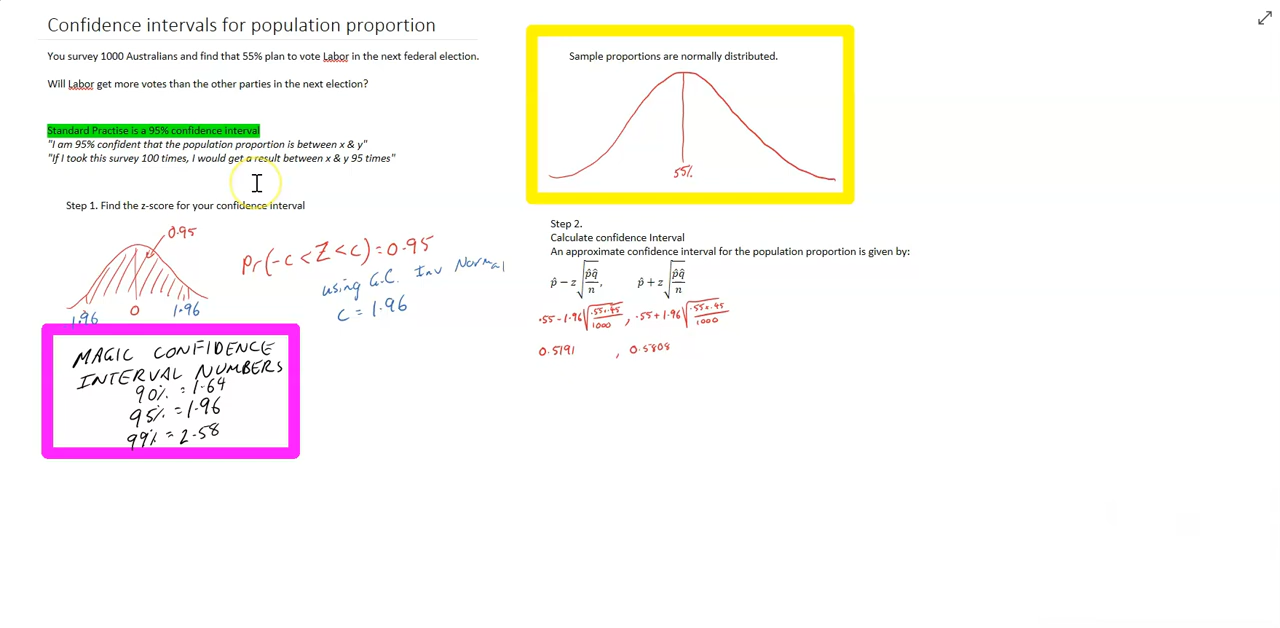 Confidence intervals for population proportion
You survey 1000 Australians and find that 55% plan to vote Labor in the next federal election.
Will Labor get more votes than the other parties in the next election?
Standard Practise is a 95% confidence interval
"I am 95% confident that the population proportion is between x & y"
"If I took this survey 100 times, I would get a result between x & y 95 times"
Step 1. Find the z-score for your confidence interval
0.95
1.96 0 1.96
Pr(-c < Z < c) = 0.95
using G.C. Inv Normal
c = 1.96
MAGIC CONFIDENCE
INTERVAL NUMBERS
90% = 1.64
95% = 1.96
99% = 2.58
Sample proportions are normally distributed.
55%
Step 2.
Calculate confidence Interval
An approximate confidence interval for the population proportion is given by:
p̂ − z√(p̂q̂/n), p̂ + z√(p̂q̂/n)
.55 - 1.96√(.55×.45/1000), .55 + 1.96√(.55×.45/1000)
0.5191 , 0.5808